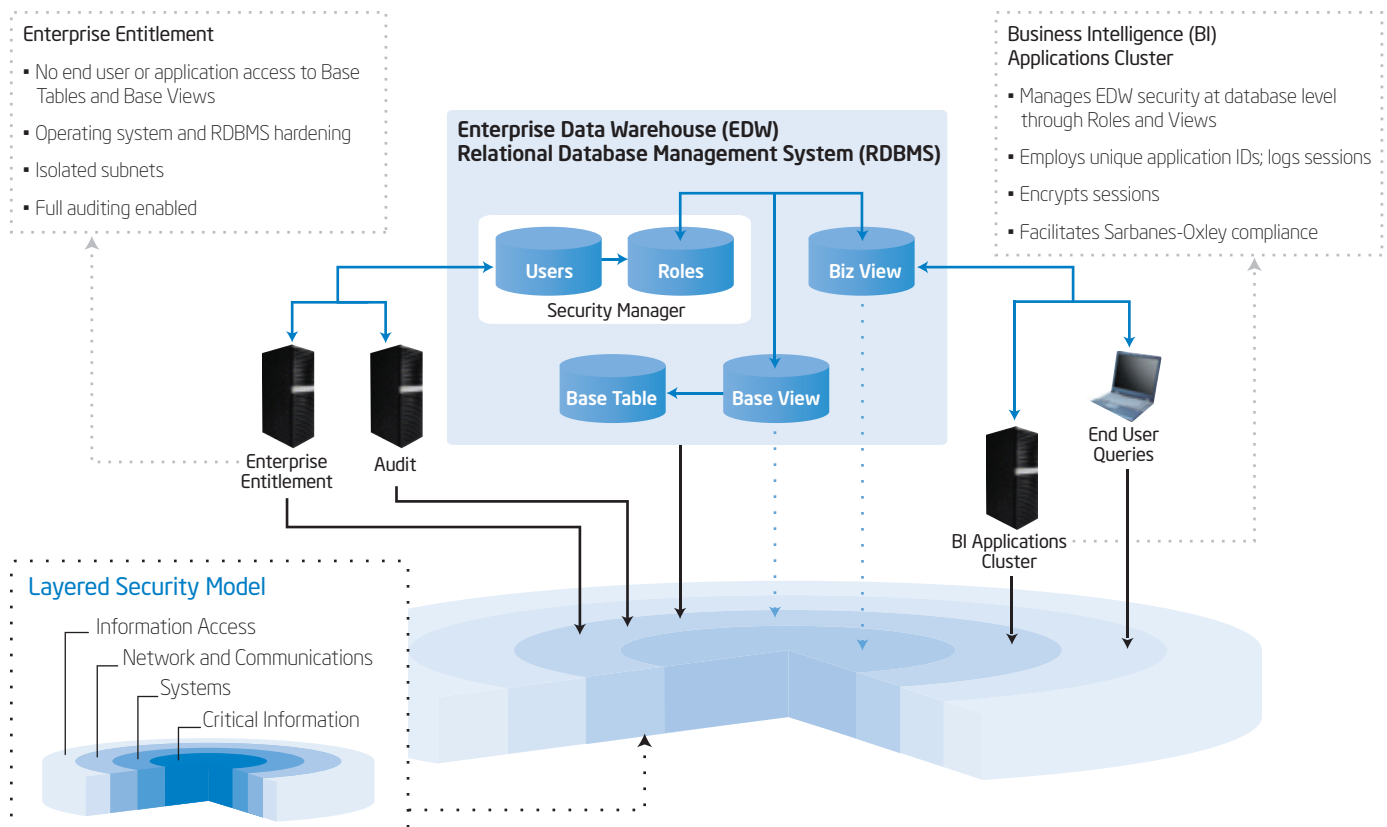 Enterprise Entitlement
▪ No end user or application access to Base
Tables and Base Views
▪ Operating system and RDBMS hardening
▪ Isolated subnets
▪ Full auditing enabled
Enterprise Data Warehouse (EDW)
Relational Database Management System (RDBMS)
Users
Roles
Security Manager
Biz View
Base Table
Base View
Business Intelligence (BI)
Applications Cluster
▪ Manages EDW security at database level
through Roles and Views
▪ Employs unique application IDs; logs sessions
▪ Encrypts sessions
▪ Facilitates Sarbanes-Oxley compliance
Enterprise
Entitlement
Audit
End User
Queries
BI Applications
Cluster
Layered Security Model
Information Access
Network and Communications
Systems
Critical Information